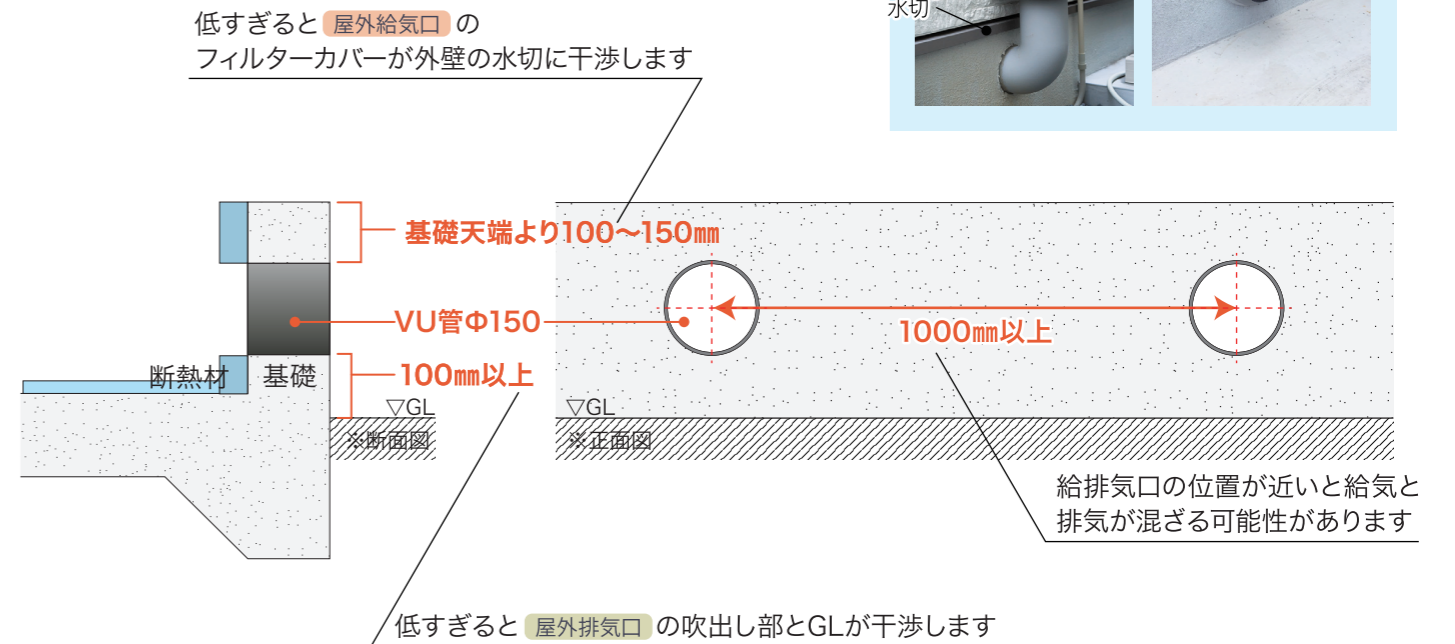 低すぎると 屋外給気口 の
フィルターカバーが外壁の水切に干渉します
水切
基礎天端より100〜150㎜
VU管Φ150
1000㎜以上
断熱材
基礎
100㎜以上
▽GL
▽GL
※断面図
※正面図
給排気口の位置が近いと給気と
排気が混ざる可能性があります
低すぎると 屋外排気口 の吹出し部とGLが干渉します